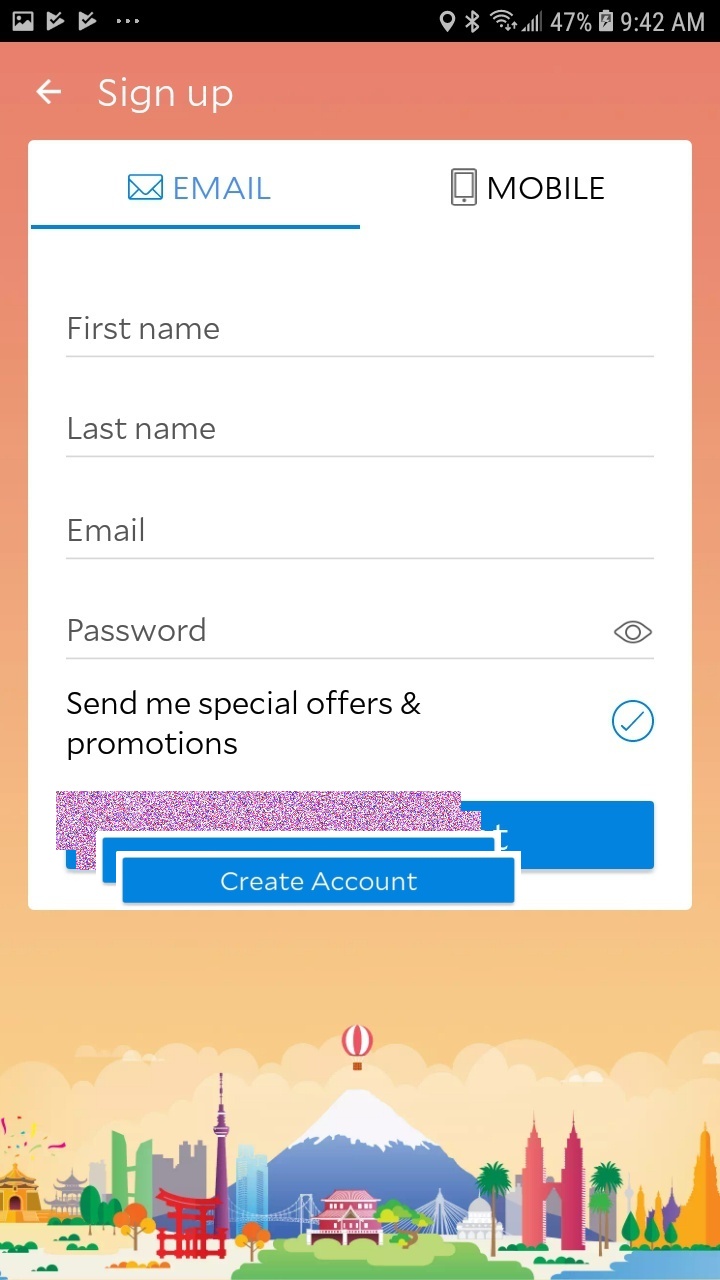 47% 9:42 AM
Sign up
EMAIL
MOBILE
First name
Last name
Email
Password
Send me special offers &
promotions
t
Create Account